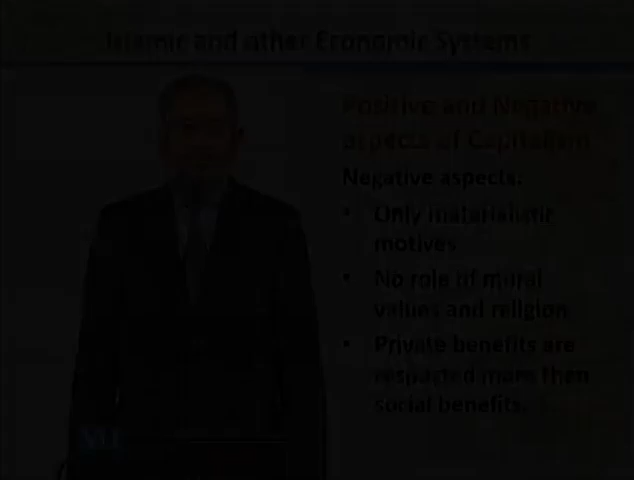 Islamic and other Economic Systems
Positive and Negative
aspects of Capitalism
Negative aspects:
• Only materialistic
motives
• No role of moral
values and religion
• Private benefits are
respected more then
social benefits.
VU